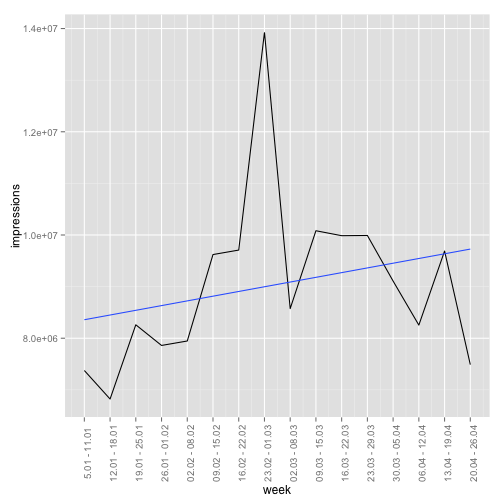 1.4e+07
1.2e+07
1.0e+07
8.0e+06
impressions
5.01 - 11.01
12.01 - 18.01
19.01 - 25.01
26.01 - 01.02
02.02 - 08.02
09.02 - 15.02
16.02 - 22.02
23.02 - 01.03
02.03 - 08.03
09.03 - 15.03
16.03 - 22.03
23.03 - 29.03
30.03 - 05.04
06.04 - 12.04
13.04 - 19.04
20.04 - 26.04
week